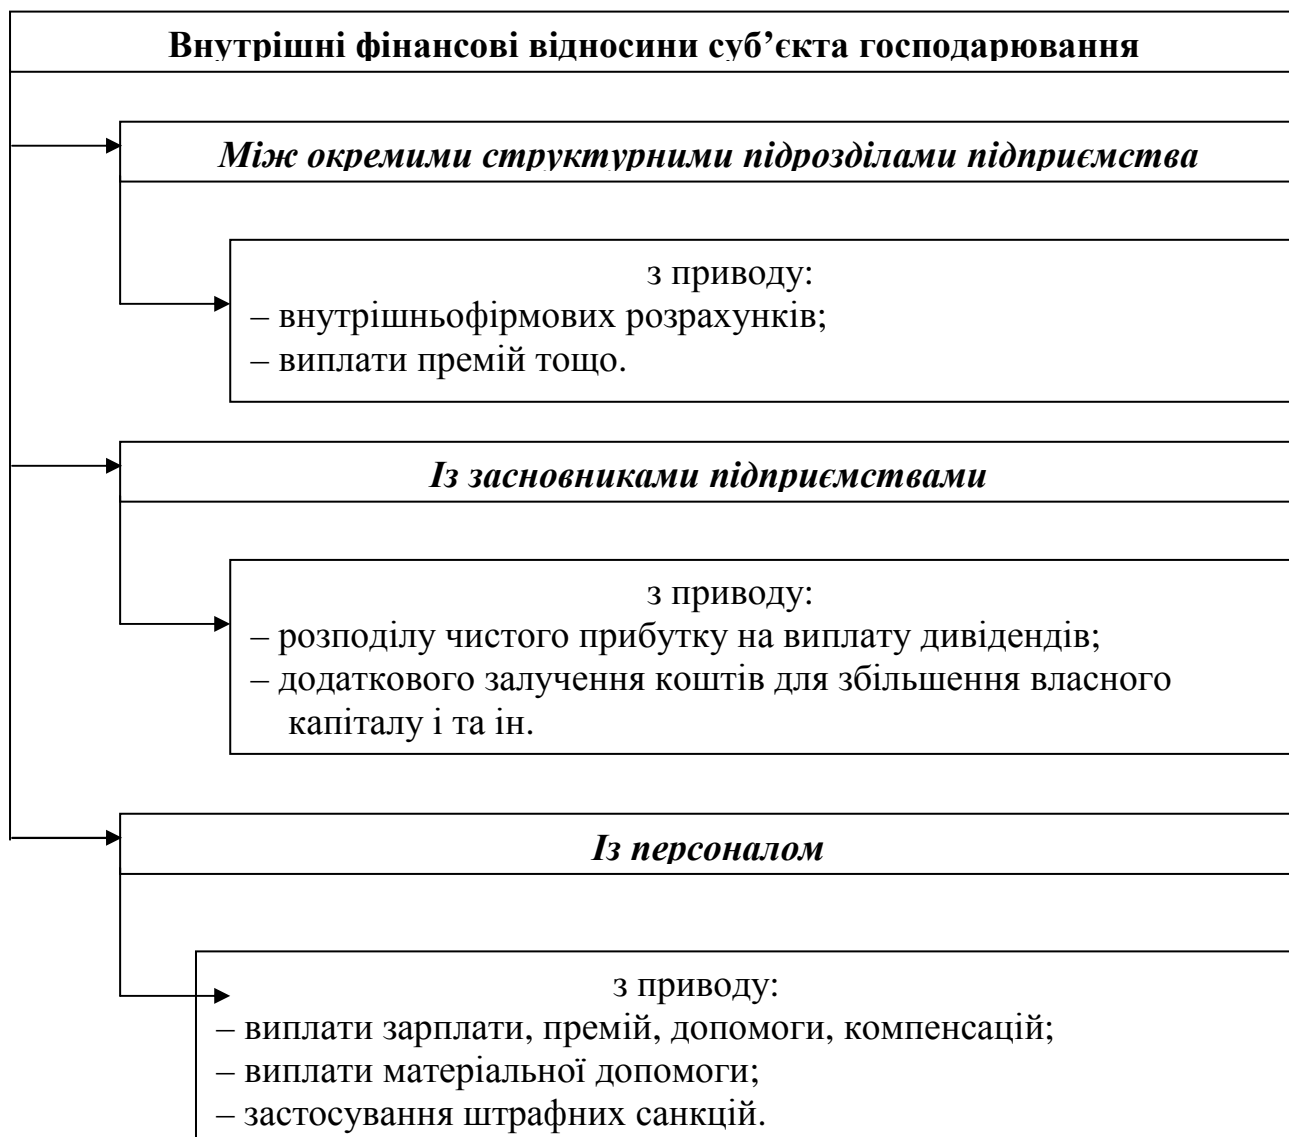 Внутрішні фінансові відносини суб’єкта господарювання
Між окремими структурними підрозділами підприємства
з приводу:
– внутрішньофірмових розрахунків;
– виплати премій тощо.
Із засновниками підприємствами
з приводу:
– розподілу чистого прибутку на виплату дивідендів;
– додаткового залучення коштів для збільшення власного
капіталу і та ін.
Із персоналом
з приводу:
– виплати зарплати, премій, допомоги, компенсацій;
– виплати матеріальної допомоги;
– застосування штрафних санкцій.